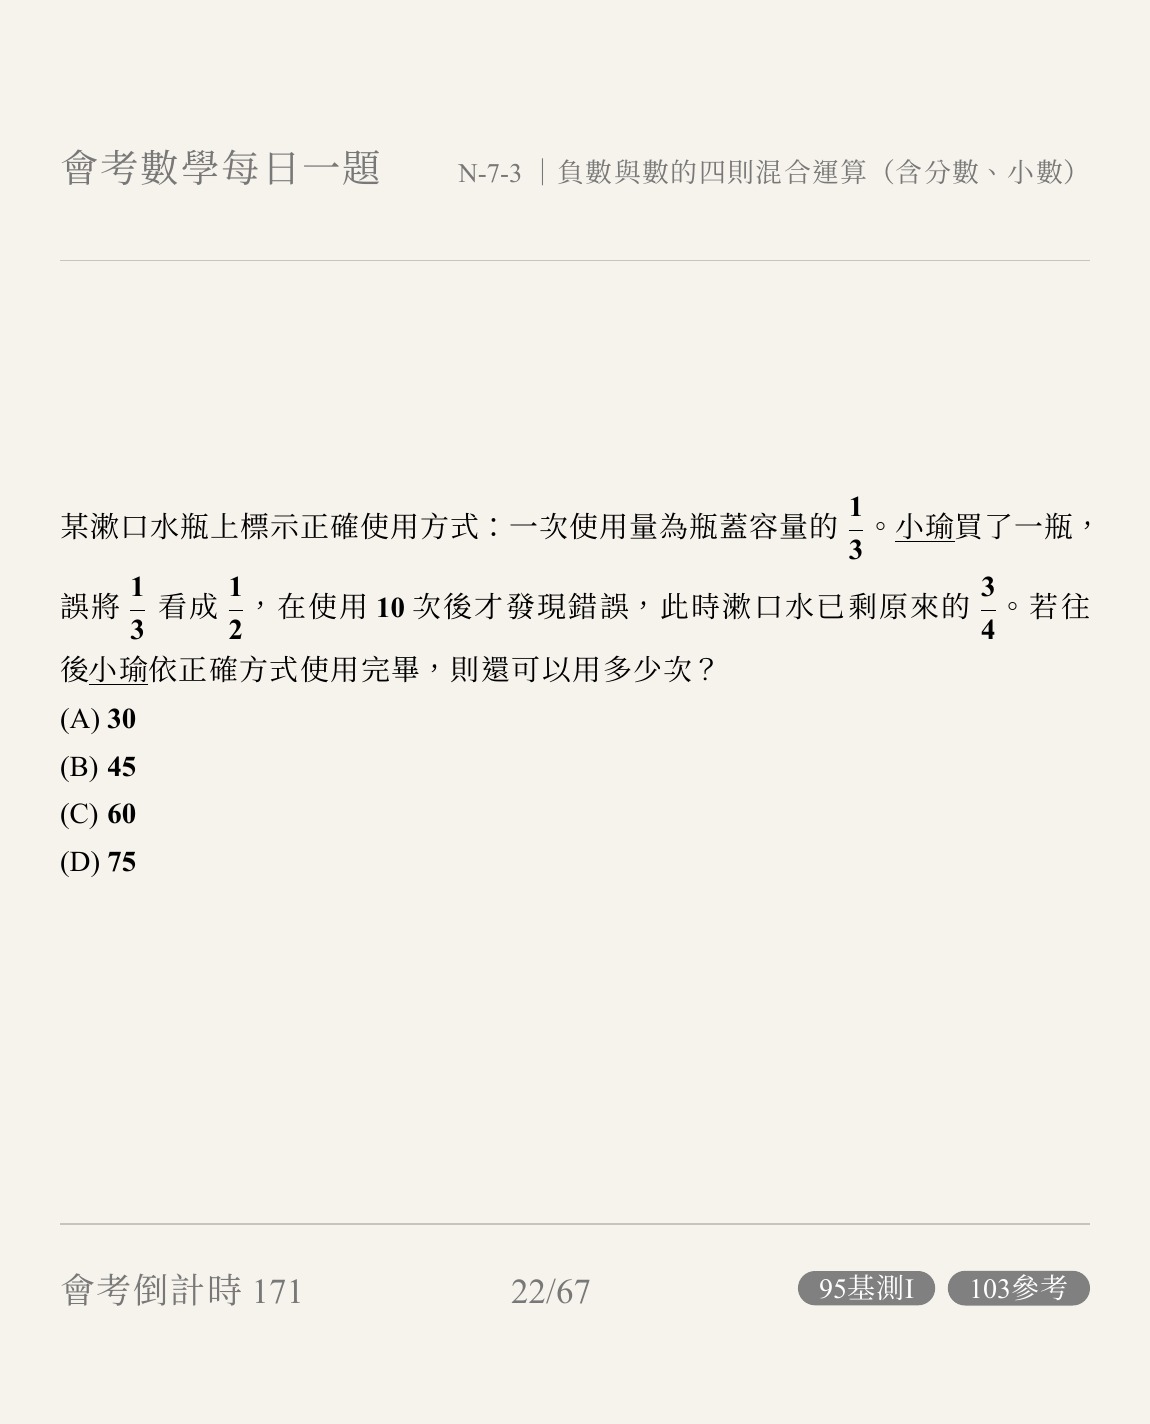 會考數學每日一題
N-7-3｜負數與數的四則混合運算（含分數、小數）
某漱口水瓶上標示正確使用方式：一次使用量為瓶蓋容量的 1/3。小瑜買了一瓶，
誤將 1/3 看成 1/2，在使用 10 次後才發現錯誤，此時漱口水已剩原來的 3/4。若往
後小瑜依正確方式使用完畢，則還可以用多少次？
(A) 30
(B) 45
(C) 60
(D) 75
會考倒計時 171
22/67
95基測I
103參考